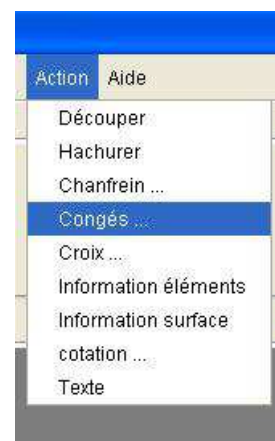 Action Aide
Découper
Hachurer
Chanfrein ...
Congés ...
Croix ...
Information éléments
Information surface
cotation ...
Texte